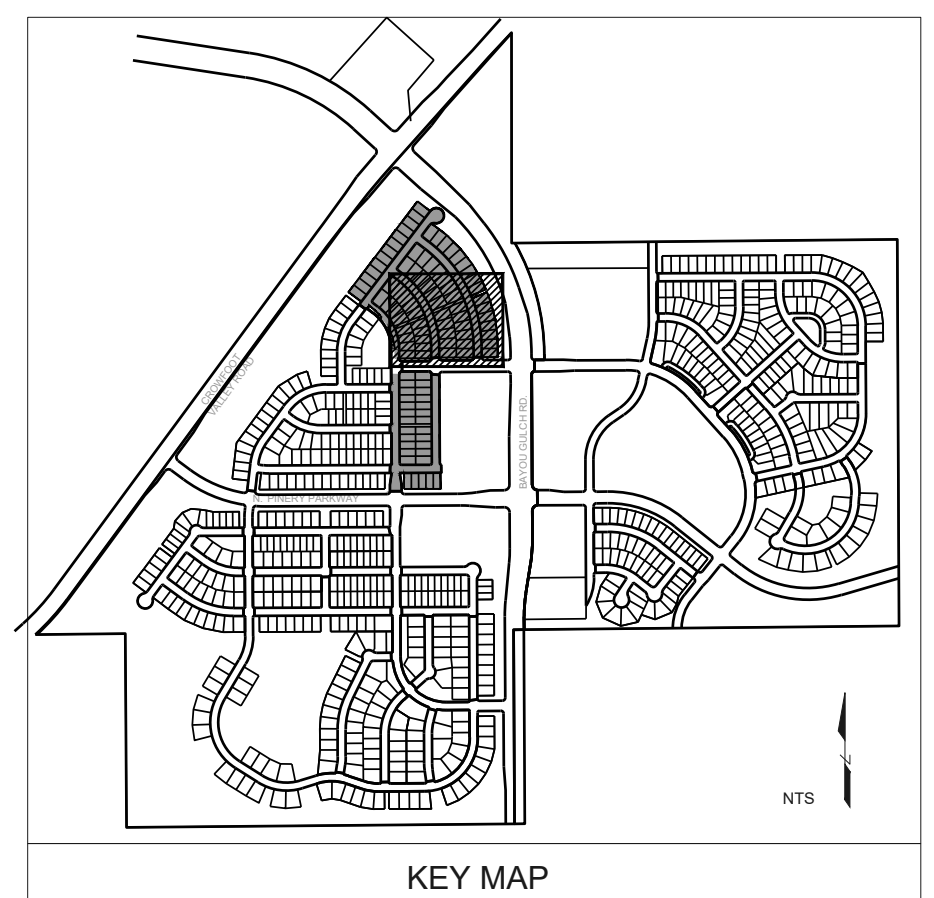 CROWFOOT
VALLEY ROAD
BAYOU GULCH RD.
N. PINERY PARKWAY
N
NTS
KEY MAP